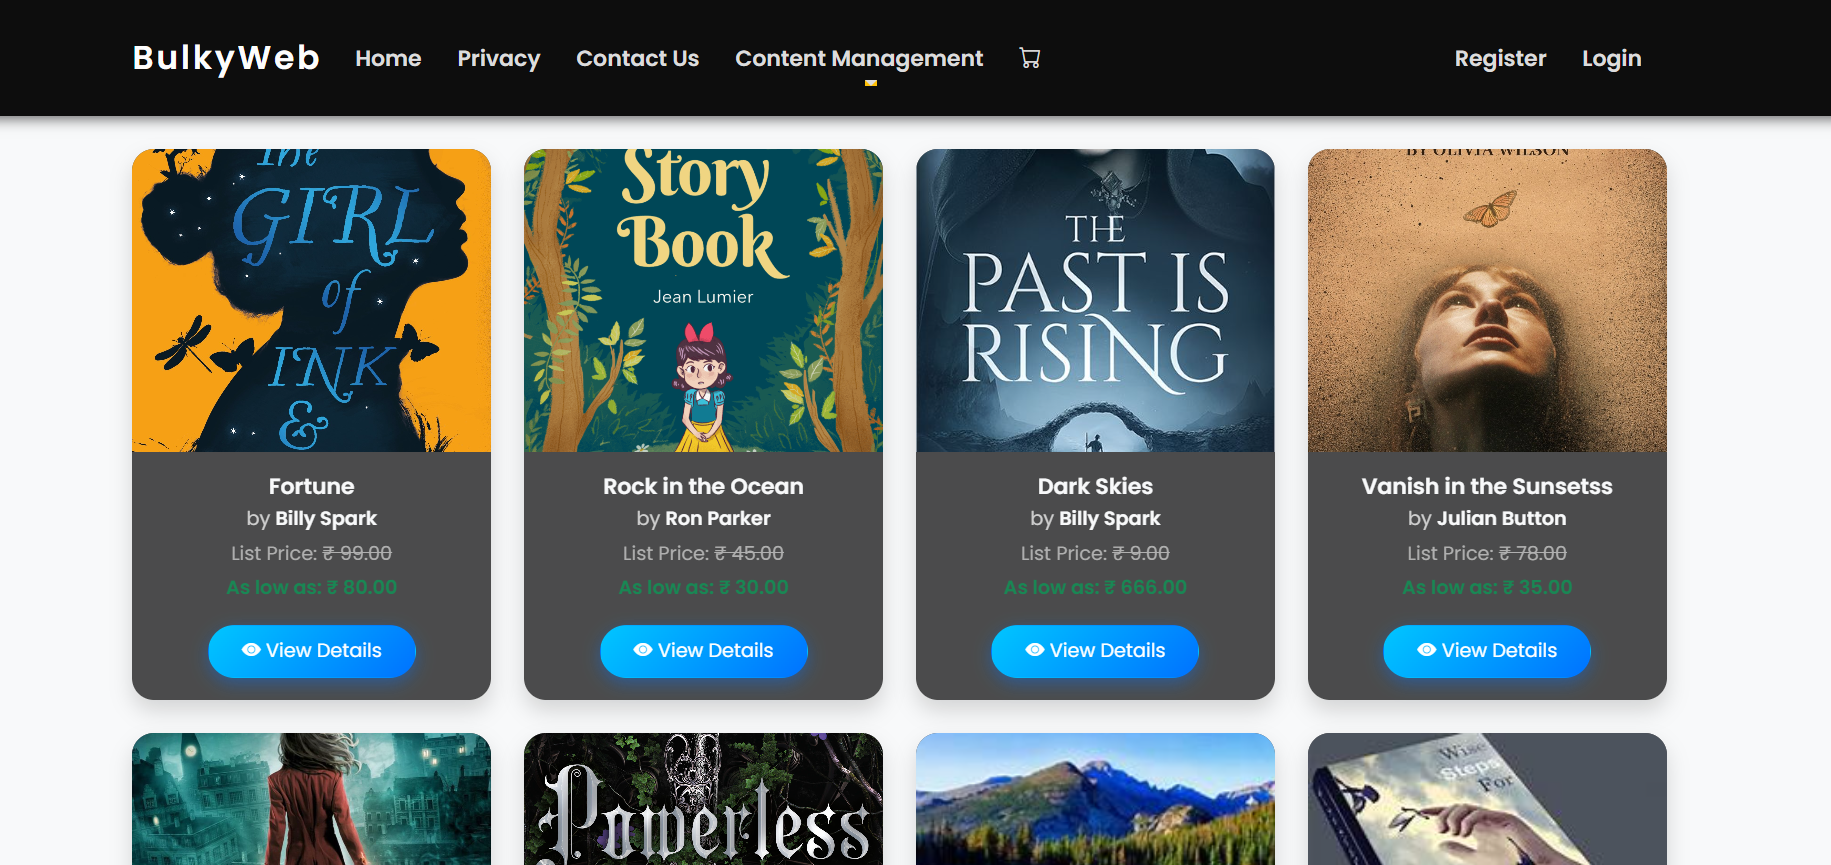 BulkyWeb Home Privacy Contact Us Content Management Register Login
The
GIRL
of
INK
&
Story
Book
Jean Lumier
THE
PAST IS
RISING
BY OLIVIA WILSON
Fortune
by Billy Spark
List Price: ₹ 99.00
As low as: ₹ 80.00
View Details
Rock in the Ocean
by Ron Parker
List Price: ₹ 45.00
As low as: ₹ 30.00
View Details
Dark Skies
by Billy Spark
List Price: ₹ 9.00
As low as: ₹ 666.00
View Details
Vanish in the Sunsetss
by Julian Button
List Price: ₹ 78.00
As low as: ₹ 35.00
View Details
Powerless
Wise
Steps
For